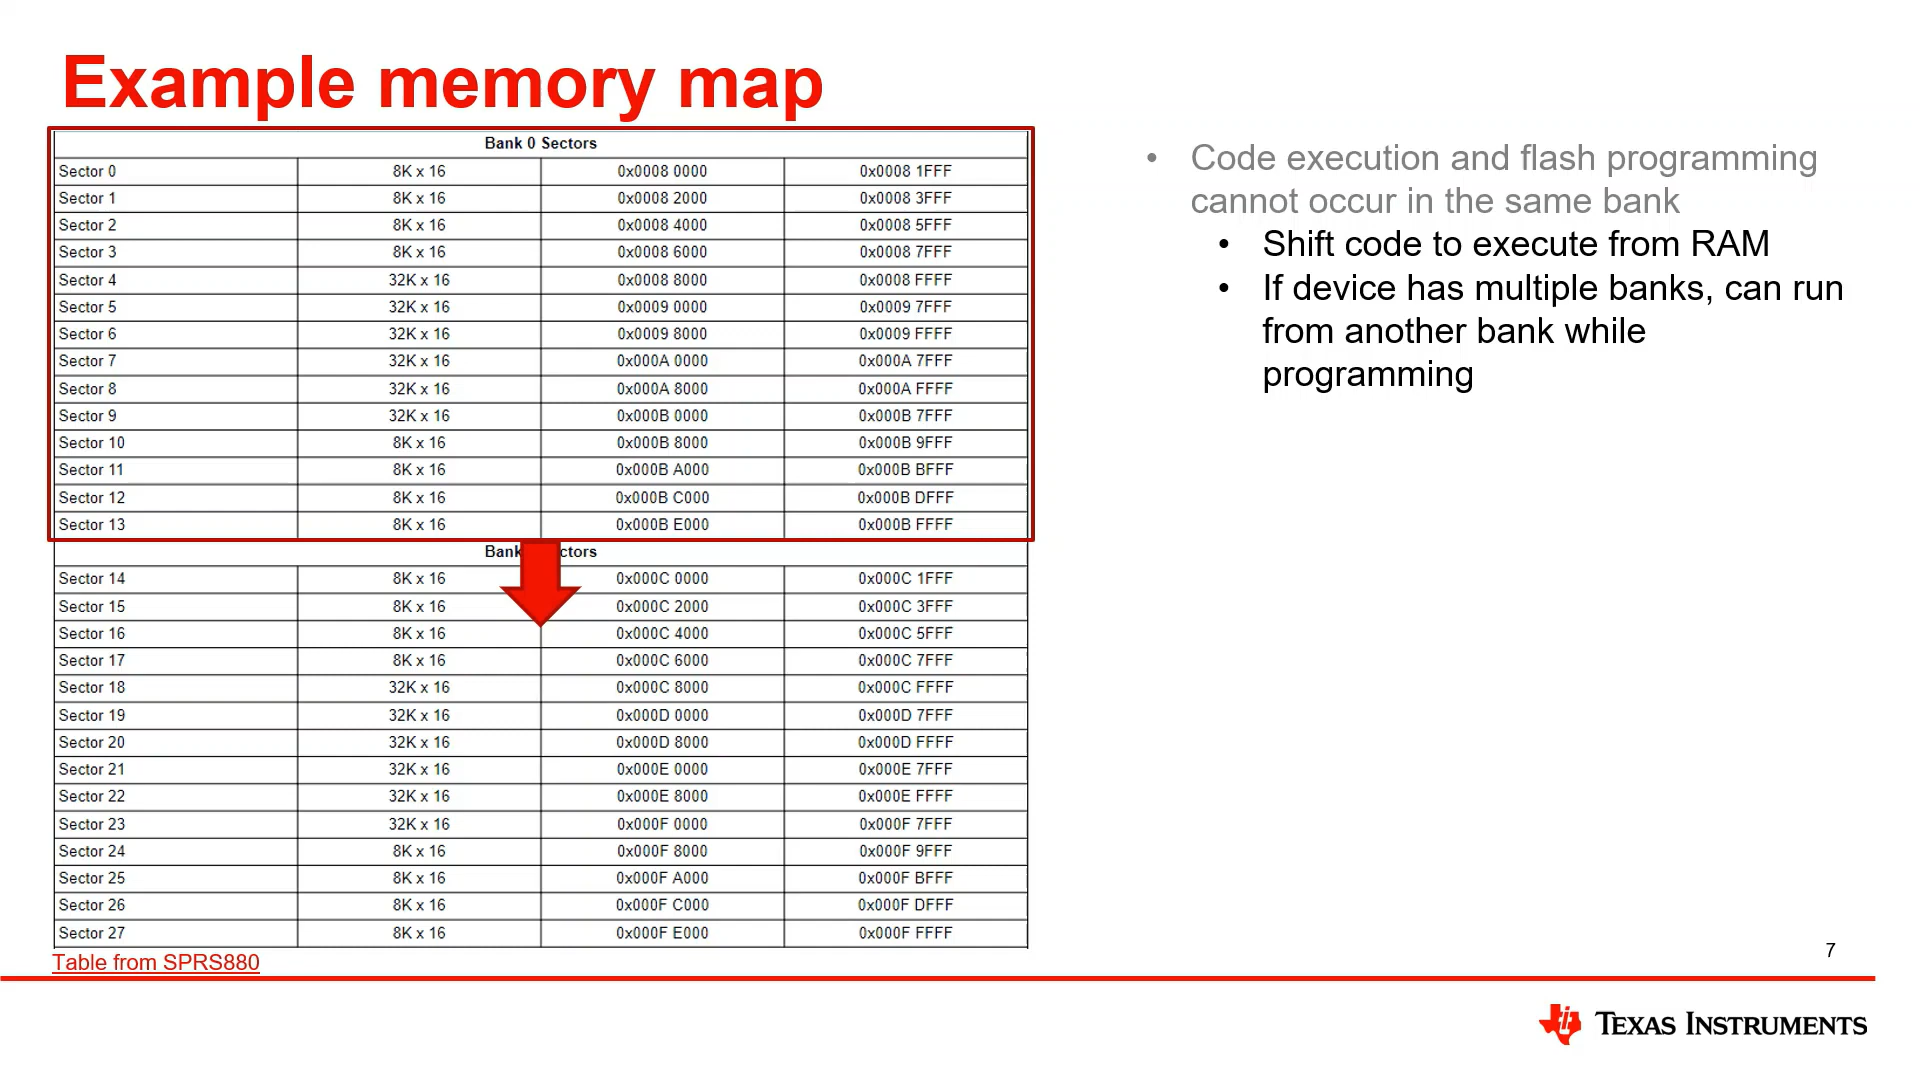 Example memory map
Bank 0 Sectors
Sector 0 8K x 16 0x0008 0000 0x0008 1FFF
Sector 1 8K x 16 0x0008 2000 0x0008 3FFF
Sector 2 8K x 16 0x0008 4000 0x0008 5FFF
Sector 3 8K x 16 0x0008 6000 0x0008 7FFF
Sector 4 32K x 16 0x0008 8000 0x0008 FFFF
Sector 5 32K x 16 0x0009 0000 0x0009 7FFF
Sector 6 32K x 16 0x0009 8000 0x0009 FFFF
Sector 7 32K x 16 0x000A 0000 0x000A 7FFF
Sector 8 32K x 16 0x000A 8000 0x000A FFFF
Sector 9 32K x 16 0x000B 0000 0x000B 7FFF
Sector 10 8K x 16 0x000B 8000 0x000B 9FFF
Sector 11 8K x 16 0x000B A000 0x000B BFFF
Sector 12 8K x 16 0x000B C000 0x000B DFFF
Sector 13 8K x 16 0x000B E000 0x000B FFFF
Bank
Sector 14 8K x 16 0x000C 0000 0x000C 1FFF
Sector 15 8K x 16 0x000C 2000 0x000C 3FFF
Sector 16 8K x 16 0x000C 4000 0x000C 5FFF
Sector 17 8K x 16 0x000C 6000 0x000C 7FFF
Sector 18 32K x 16 0x000C 8000 0x000C FFFF
Sector 19 32K x 16 0x000D 0000 0x000D 7FFF
Sector 20 32K x 16 0x000D 8000 0x000D FFFF
Sector 21 32K x 16 0x000E 0000 0x000E 7FFF
Sector 22 32K x 16 0x000E 8000 0x000E FFFF
Sector 23 32K x 16 0x000F 0000 0x000F 7FFF
Sector 24 8K x 16 0x000F 8000 0x000F 9FFF
Sector 25 8K x 16 0x000F A000 0x000F BFFF
Sector 26 8K x 16 0x000F C000 0x000F DFFF
Sector 27 8K x 16 0x000F E000 0x000F FFFF
Table from SPRS880
• Code execution and flash programming
cannot occur in the same bank
• Shift code to execute from RAM
• If device has multiple banks, can run
from another bank while
programming
7
TEXAS INSTRUMENTS